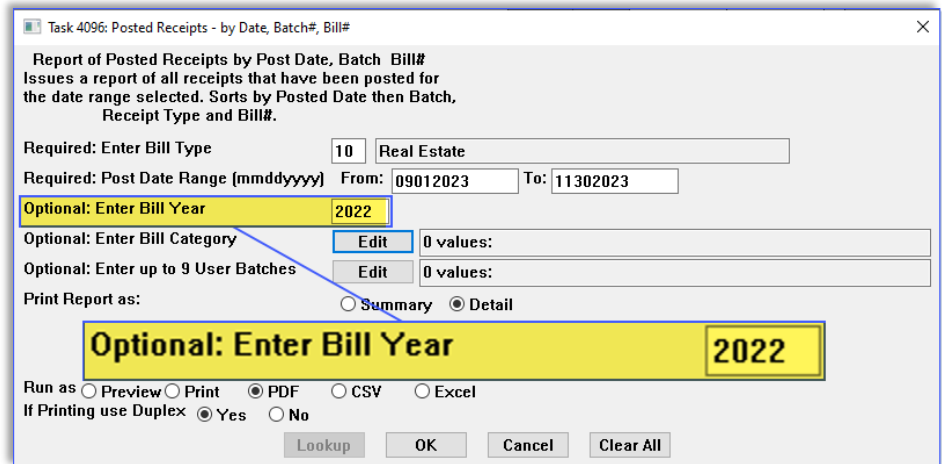 Task 4096: Posted Receipts - by Date, Batch#, Bill#
Report of Posted Receipts by Post Date, Batch Bill#
Issues a report of all receipts that have been posted for
the date range selected. Sorts by Posted Date then Batch,
Receipt Type and Bill#.
Required: Enter Bill Type 10 Real Estate
Required: Post Date Range (mmddyyyy) From: 09012023 To: 11302023
Optional: Enter Bill Year 2022
Optional: Enter Bill Category Edit 0 values:
Optional: Enter up to 9 User Batches Edit 0 values:
Print Report as: Summary Detail
Optional: Enter Bill Year 2022
Run as Preview Print PDF CSV Excel
If Printing use Duplex Yes No
Lookup OK Cancel Clear All